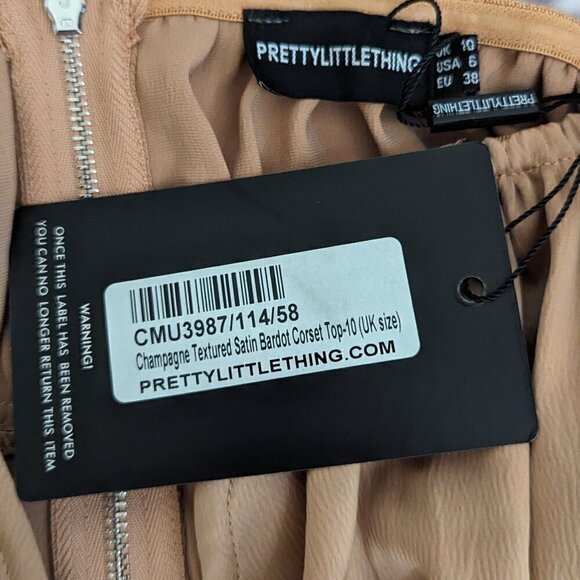 PRETTYLITTLETHING
UK 10
USA 6
EU 38
PRETTYLITTLETHING
CMU3987/114/58
Champagne Textured Satin Bardot Corset Top-10 (UK size)
PRETTYLITTLETHING.COM
WARNING!
ONCE THIS LABEL HAS BEEN REMOVED
YOU CAN NO LONGER RETURN THIS ITEM